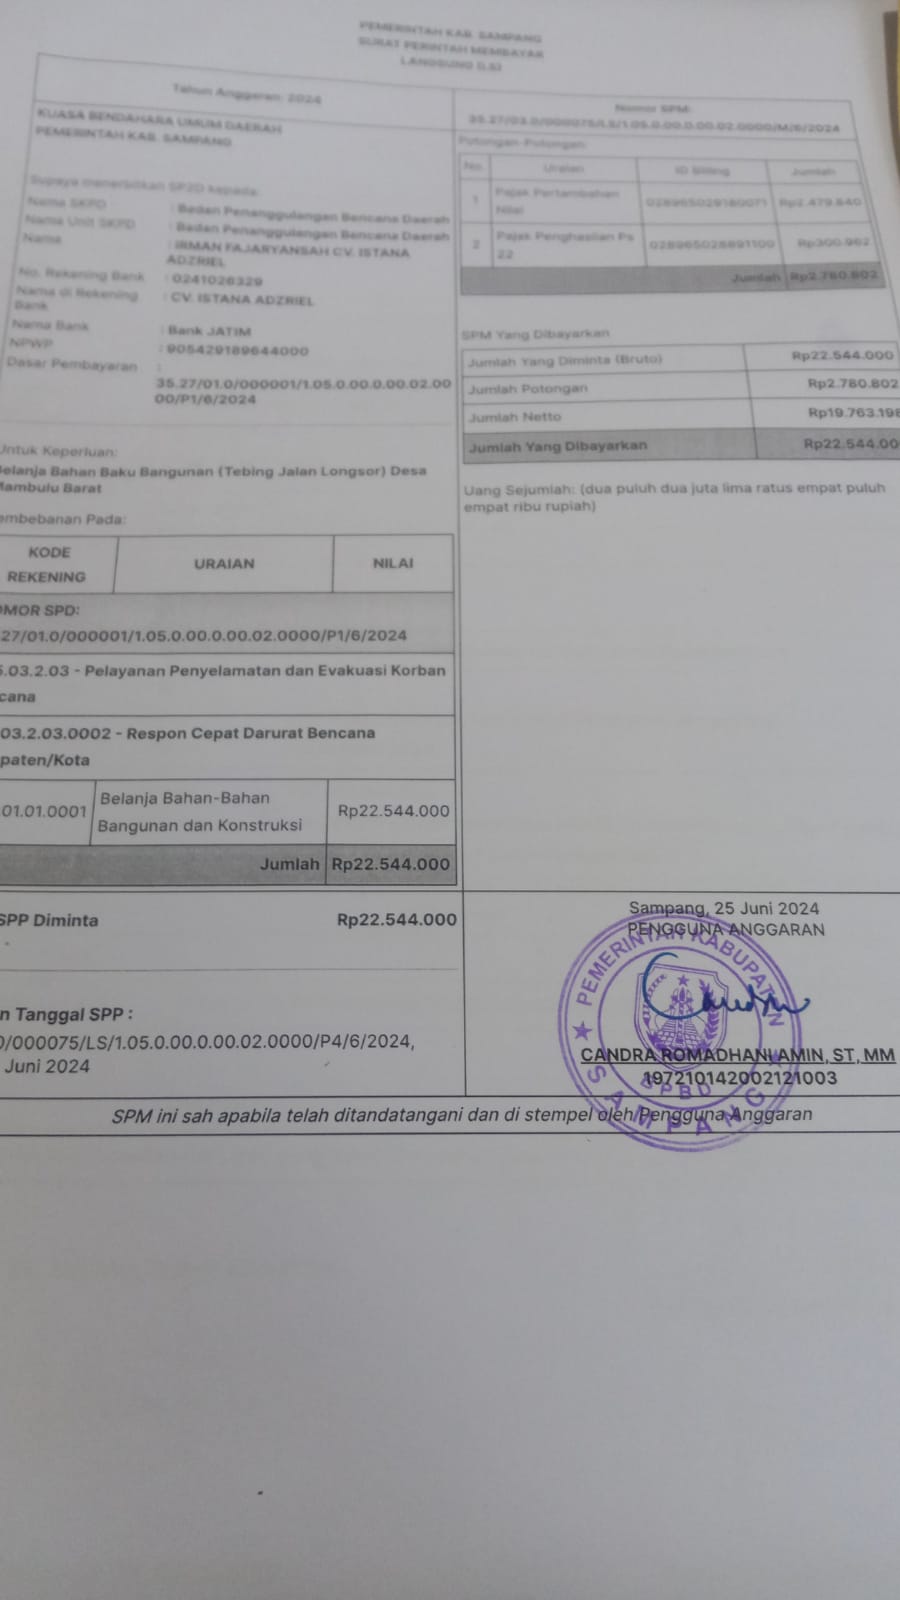 PEMERINTAH KAB. SAMPANG
SURAT PERINTAH MEMBAYAR
LANGSUNG (LS)
Tahun Anggaran: 2024
Nomor SPM:
35.27/03.0/000075/LS/1.05.0.00.0.00.02.0000/M/6/2024
KUASA BENDAHARA UMUM DAERAH
PEMERINTAH KAB. SAMPANG
Supaya menerbitkan SP2D kepada:
Nama SKPD : Badan Penanggulangan Bencana Daerah
Nama Unit SKPD : Badan Penanggulangan Bencana Daerah
Nama : IRMAN FAJARYANSAH CV. ISTANA
ADZRIEL
No. Rekening Bank : 0241026329
Nama di Rekening : CV. ISTANA ADZRIEL
Bank
Nama Bank : Bank JATIM
NPWP : 905429189644000
Dasar Pembayaran :
35.27/01.0/000001/1.05.0.00.0.00.02.00
00/P1/6/2024
Untuk Keperluan:
Belanja Bahan Baku Bangunan (Tebing Jalan Longsor) Desa
Mambulu Barat
embebanan Pada:
KODE
REKENING
URAIAN
NILAI
OMOR SPD:
27/01.0/000001/1.05.0.00.0.00.02.0000/P1/6/2024
5.03.2.03 - Pelayanan Penyelamatan dan Evakuasi Korban
cana
03.2.03.0002 - Respon Cepat Darurat Bencana
paten/Kota
01.01.0001 Belanja Bahan-Bahan
Bangunan dan Konstruksi Rp22.544.000
Jumlah Rp22.544.000
SPP Diminta Rp22.544.000
n Tanggal SPP :
0/000075/LS/1.05.0.00.0.00.02.0000/P4/6/2024,
Juni 2024
Potongan-Potongan:
No. Uraian ID Billing Jumlah
1 Pajak Pertambahan
Nilai 028965029180071 Rp2.479.840
2 Pajak Penghasilan Ps
22 028965028891100 Rp300.962
Jumlah Rp2.780.802
SPM Yang Dibayarkan
Jumlah Yang Diminta (Bruto) Rp22.544.000
Jumlah Potongan Rp2.780.802
Jumlah Netto Rp19.763.198
Jumlah Yang Dibayarkan Rp22.544.00
Uang Sejumlah: (dua puluh dua juta lima ratus empat puluh
empat ribu rupiah)
Sampang, 25 Juni 2024
PENGGUNA ANGGARAN
PEMERINTAH KABUPATEN
BPBD
SAMPANG
CANDRA ROMADHANI AMIN, ST, MM
197210142002121003
SPM ini sah apabila telah ditandatangani dan di stempel oleh Pengguna Anggaran